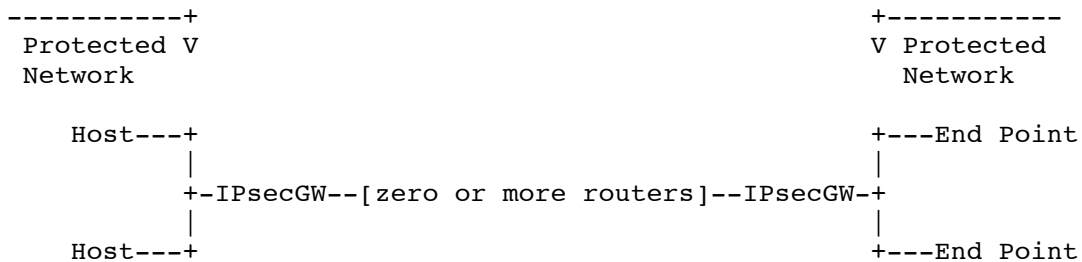 -----------+                                          +-----------
 Protected V                                          V Protected
 Network                                                Network

    Host---+                                          +---End Point
           |                                          |
           +-IPsecGW--[zero or more routers]--IPsecGW-+
           |                                          |
    Host---+                                          +---End Point